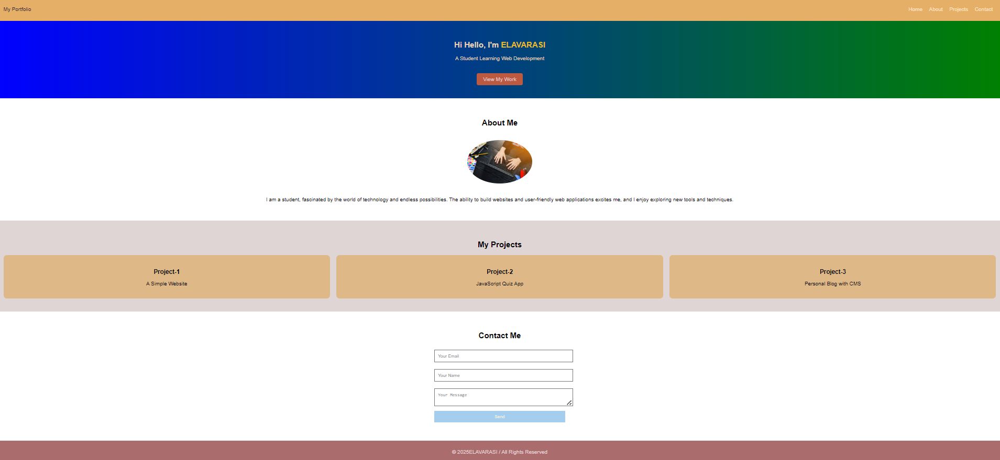 My Portfolio
Home About Projects Contact
Hi Hello, I'm ELAVARASI
A Student Learning Web Development
View My Work
About Me
I am a student, fascinated by the world of technology and endless possibilities. The ability to build websites and user-friendly web applications excites me, and I enjoy exploring new tools and techniques.
My Projects
Project-1
A Simple Website
Project-2
JavaScript Quiz App
Project-3
Personal Blog with CMS
Contact Me
Your Email
Your Name
Your Message
Send
© 2025ELAVARASI / All Rights Reserved